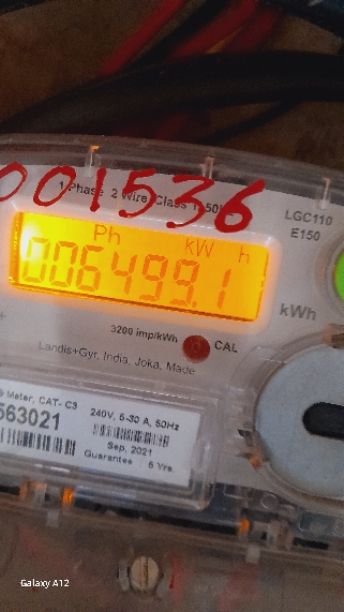 001536
1 Phase 2 Wire Class 1 50
LGC110
E150
Ph kW h
006499.1
kWh
3200 imp/kWh
CAL
Landis+Gyr, India, Joka, Made
Meter, CAT- C3
563021
240V, 5-30 A, 50Hz
Sep, 2021
Guarantee 5 Yrs.
Galaxy A12